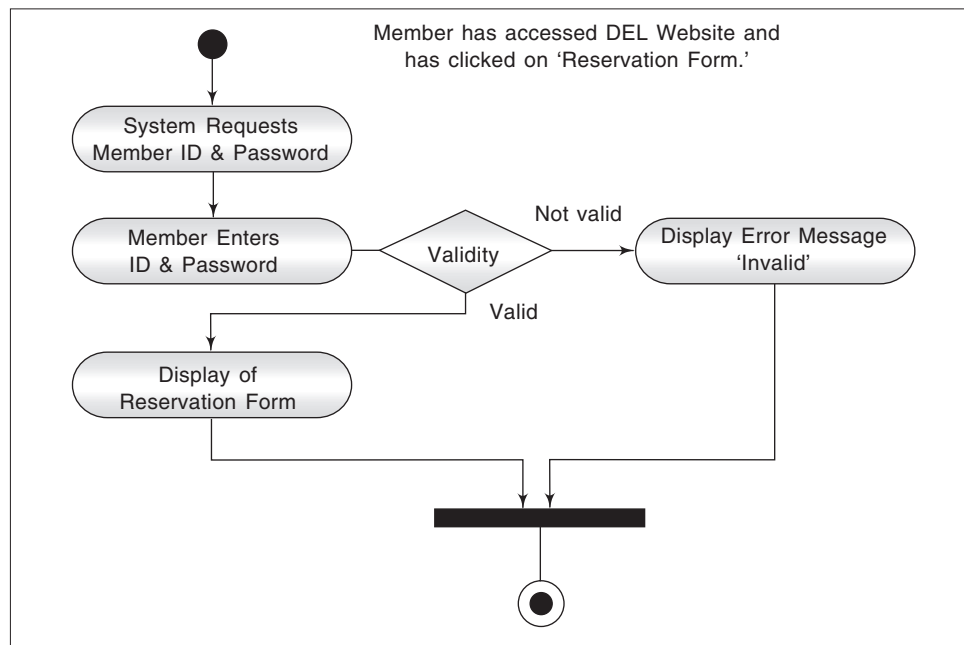 Member has accessed DEL Website and
has clicked on ‘Reservation Form.’
System Requests
Member ID & Password
Member Enters
ID & Password
Validity
Not valid
Display Error Message
‘Invalid’
Valid
Display of
Reservation Form